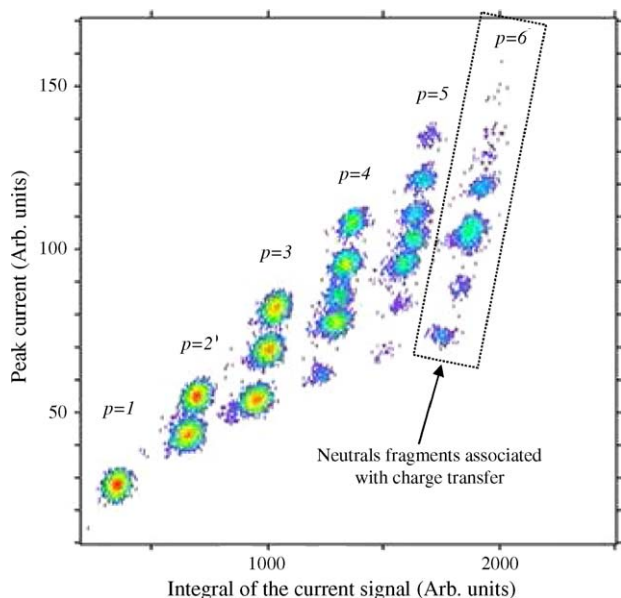 p=6
p=5
150
p=4
p=3
100
p=2'
p=1
50
Neutrals fragments associated
with charge transfer
1000
2000
Integral of the current signal (Arb. units)
Peak current (Arb. units)